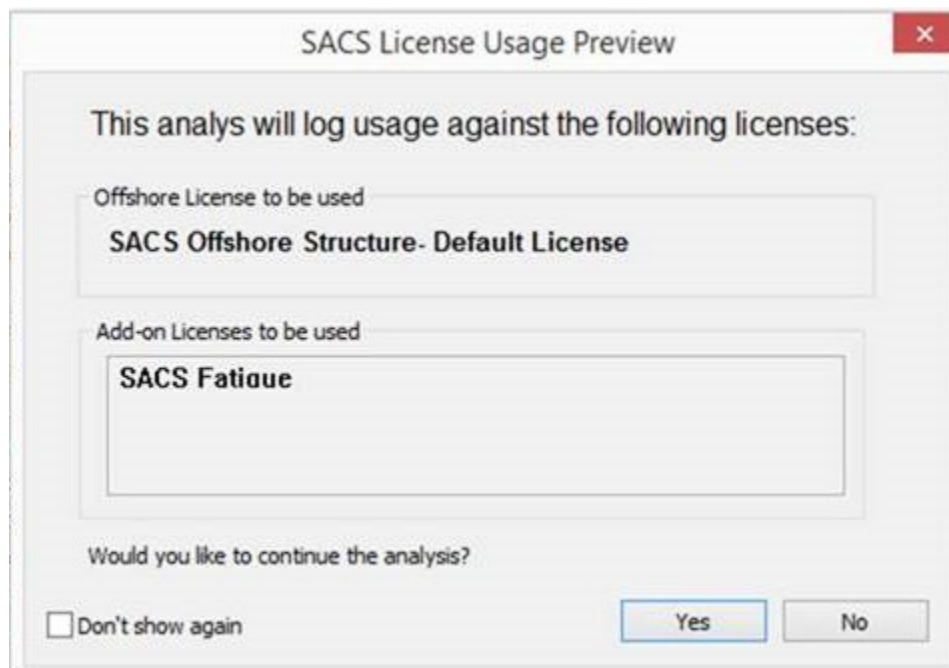 SACS License Usage Preview
This analys will log usage against the following licenses:
Offshore License to be used
SACS Offshore Structure- Default License
Add-on Licenses to be used
SACS Fatigue
Would you like to continue the analysis?
Don't show again
Yes
No